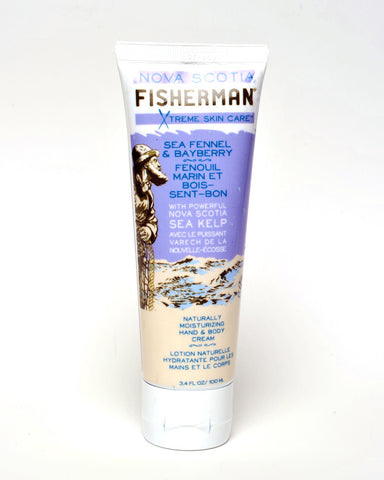 NOVA SCOTIA
FISHERMAN®
XTREME SKIN CARE™
SEA FENNEL
& BAYBERRY
FENOUIL
MARIN ET
BOIS-
SENT-BON
WITH POWERFUL
NOVA SCOTIA
SEA KELP
AVEC LE PUISSANT
VARECH DE LA
NOUVELLE-ÉCOSSE
NATURALLY
MOISTURIZING
HAND & BODY
CREAM
LOTION NATURELLE
HYDRATANTE POUR LES
MAINS ET LE CORPS
3.4 FL OZ/ 100 ML